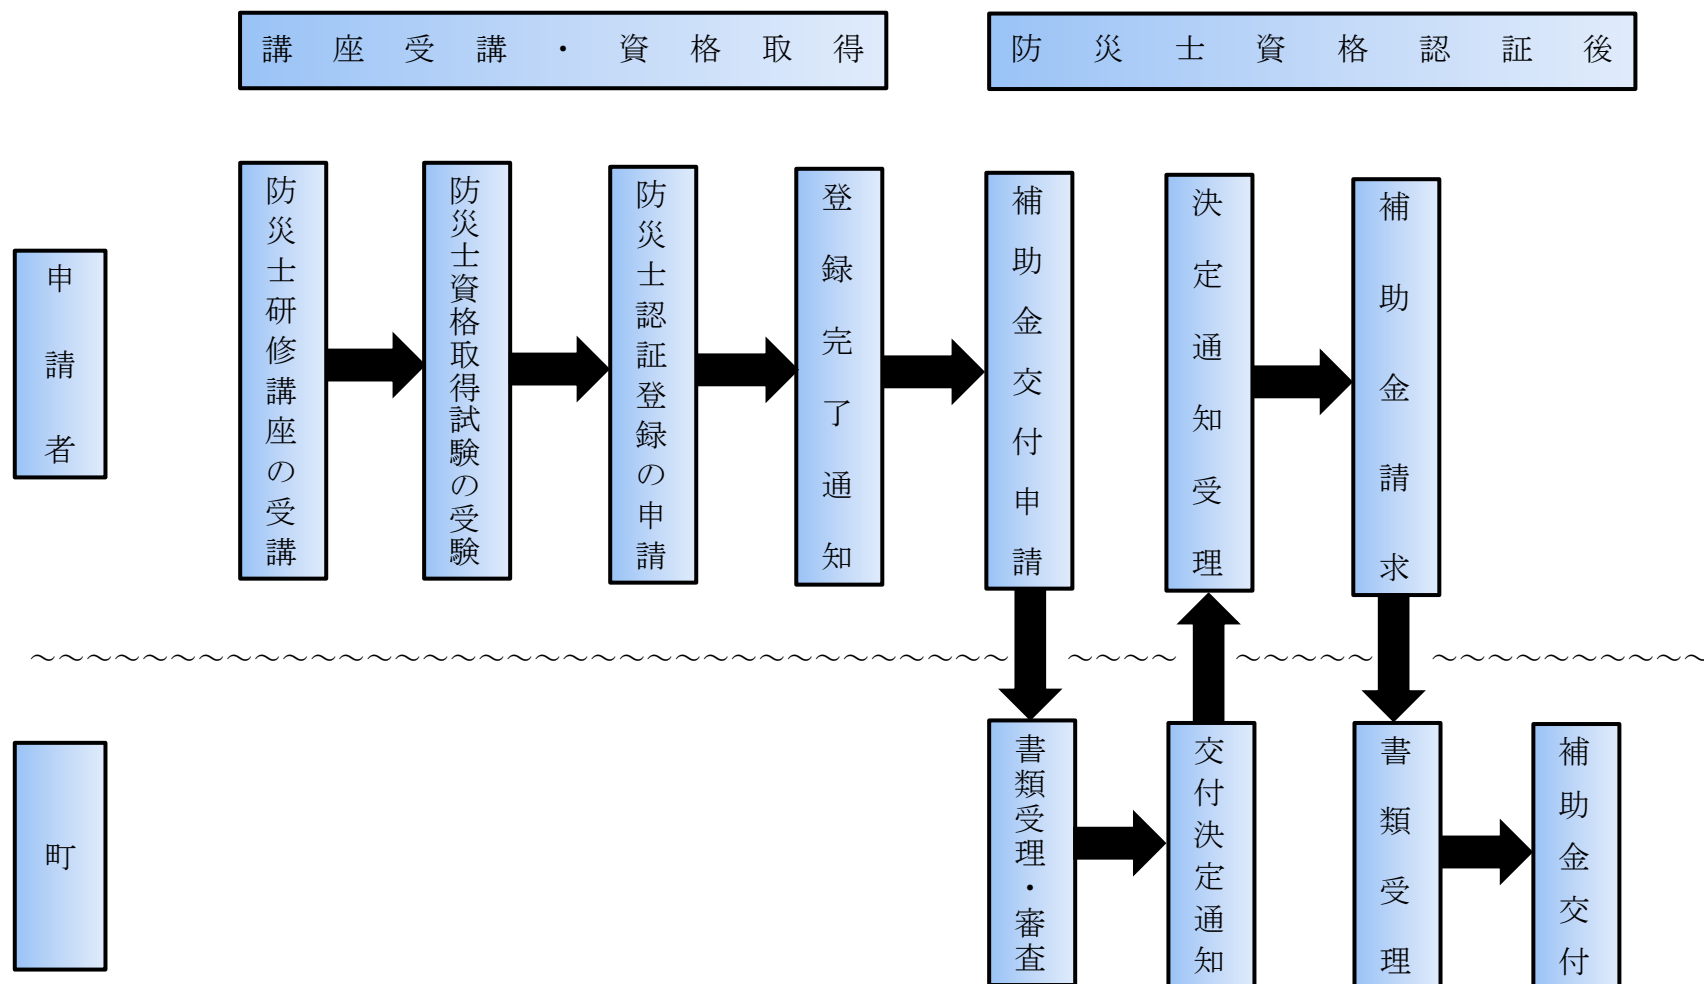 講座受講・資格取得
防災士資格認証後
申請者
防災士研修講座の受講
防災士資格取得試験の受験
防災士認証登録の申請
登録完了通知
補助金交付申請
決定通知受理
補助金請求
～～～～～～～～～～～～～～～～～～～～～～～～～～～～～～～～～～～ ～～～～ ～～～～～ ～～～～～～～～～～
町
書類受理・審査
交付決定通知
書類受理
補助金交付